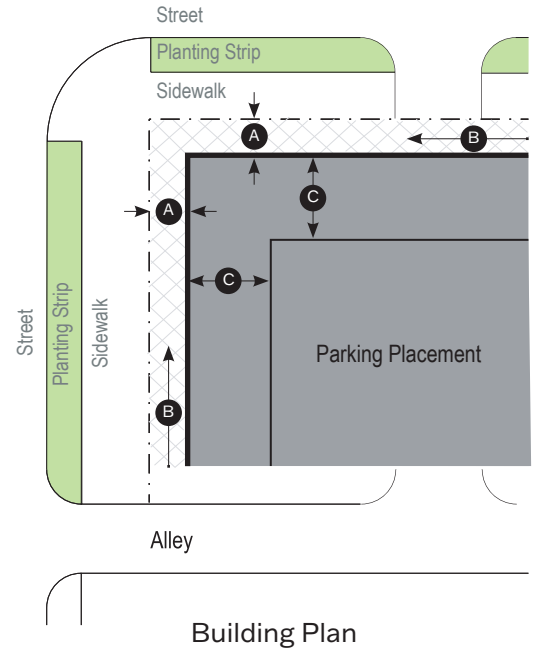 Street
Planting Strip
Sidewalk
A
B
A
C
C
Street
Planting Strip
Sidewalk
Parking Placement
B
Alley
Building Plan